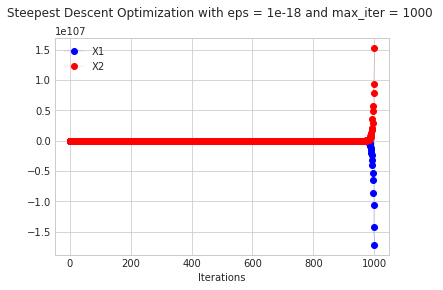 Steepest Descent Optimization with eps = 1e-18 and max_iter = 1000
1e107
X1
X2
1.5
1.0
0.5
0.0
-0.5
-1.0
-1.5
0 200 400 600 800 1000
Iterations